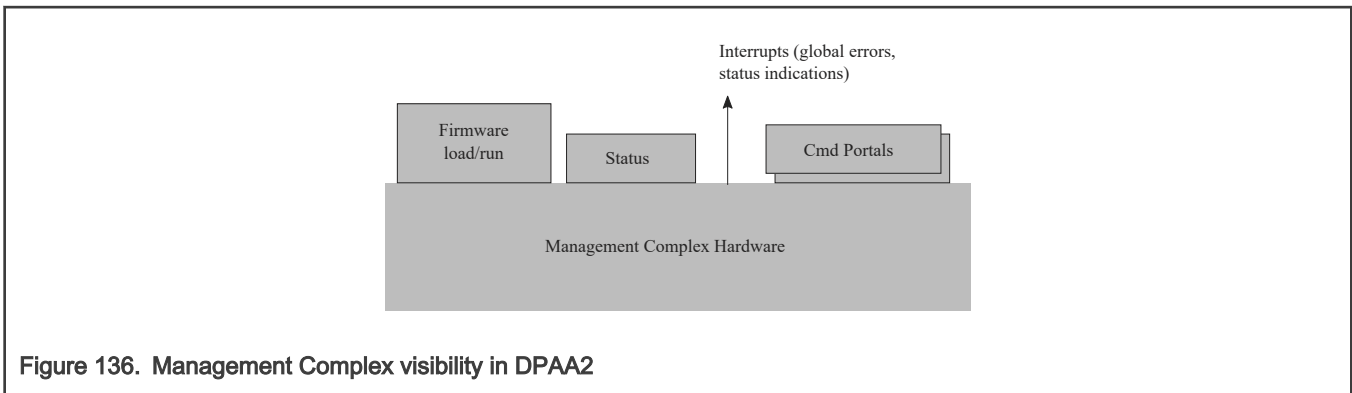 Interrupts (global errors,
status indications)
Firmware
load/run
Status
Cmd Portals
Management Complex Hardware
Figure 136. Management Complex visibility in DPAA2